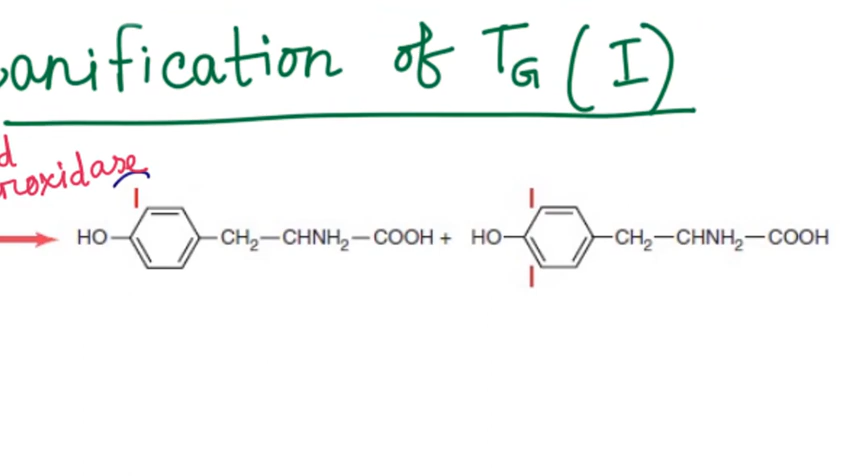 anification of TG (I)
d
roxidase
I I
HO CH2—CHNH2—COOH + HO CH2—CHNH2—COOH
I